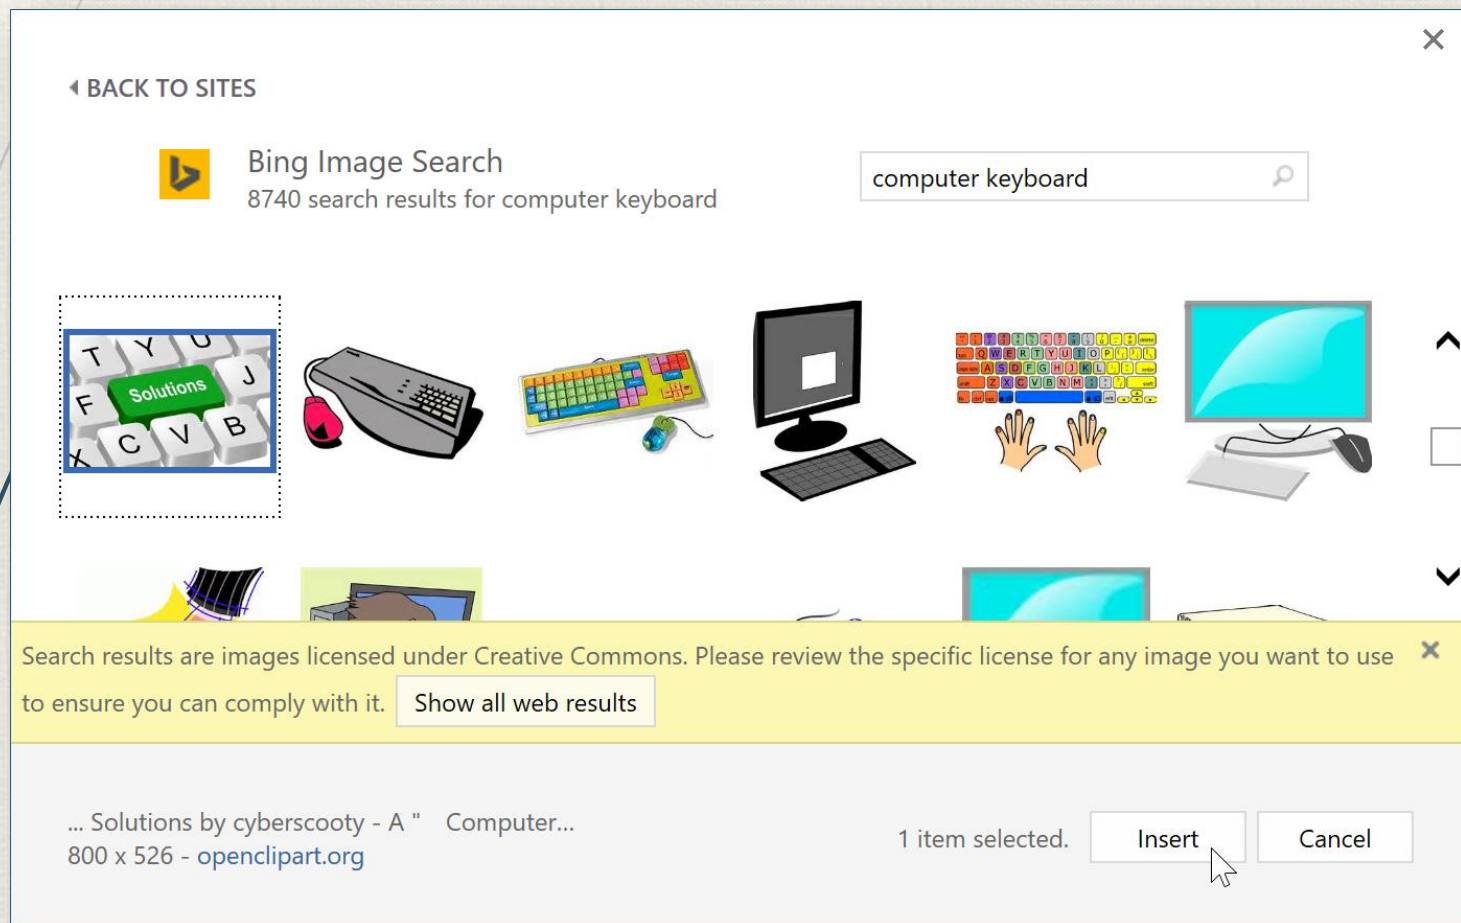 BACK TO SITES
Bing Image Search
8740 search results for computer keyboard
computer keyboard
T Y U
F Solutions J
X C V B
Q W E R T Y U I O P
A S D F G H J K L
Z X C V B N M
Search results are images licensed under Creative Commons. Please review the specific license for any image you want to use
to ensure you can comply with it. Show all web results
... Solutions by cyberscooty - A " Computer...
800 x 526 - openclipart.org
1 item selected. Insert Cancel